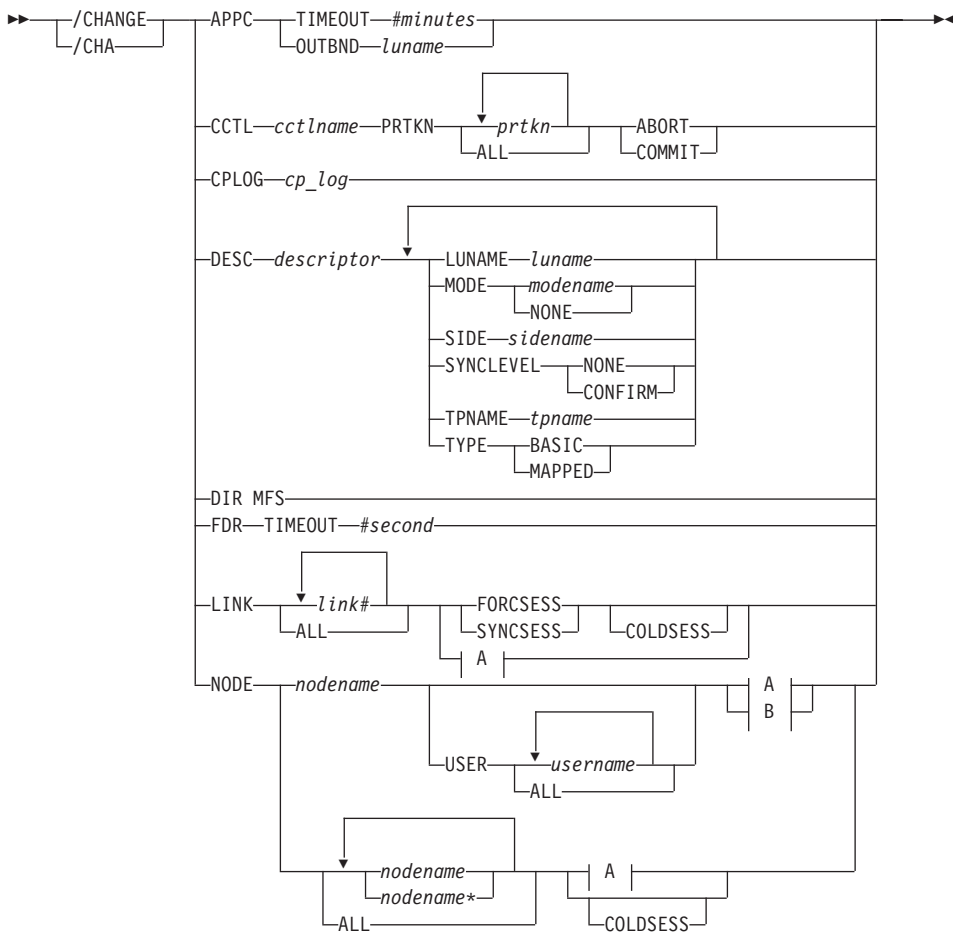 /CHANGE APPC TIMEOUT #minutes
/CHA OUTBND luname
CCTL cctlname PRTKN prtkn ABORT
ALL COMMIT
CPLOG cp_log
DESC descriptor LUNAME luname
MODE modename
NONE
SIDE sidename
SYNCLEVEL NONE
CONFIRM
TPNAME tpname
TYPE BASIC
MAPPED
DIR MFS
FDR TIMEOUT #second
LINK link# FORCSESS
ALL SYNCSESS COLDSESS
A
NODE nodename A
B
USER username
ALL
nodename A
nodename*
ALL COLDSESS